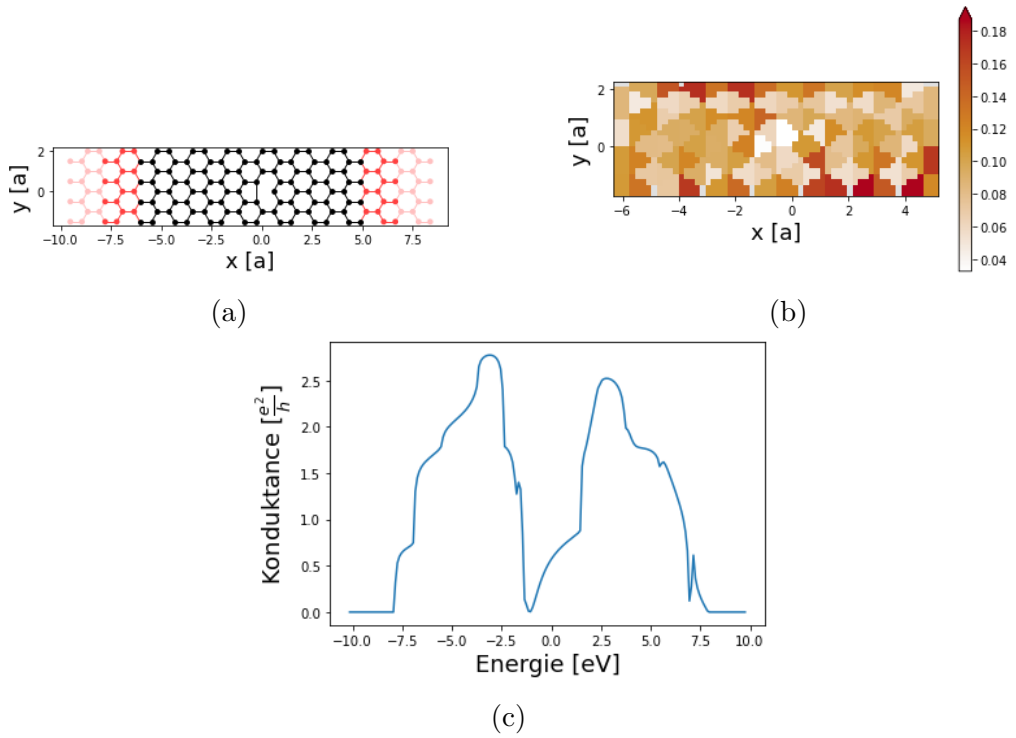 2
0
y [a]
−10.0 −7.5 −5.0 −2.5 0.0 2.5 5.0 7.5
x [a]
(a)
2
0
y [a]
−6 −4 −2 0 2 4
x [a]
0.18
0.16
0.14
0.12
0.10
0.08
0.06
0.04
(b)
2.5
2.0
1.5
1.0
0.5
0.0
Konduktance [e²/h]
−10.0 −7.5 −5.0 −2.5 0.0 2.5 5.0 7.5 10.0
Energie [eV]
(c)